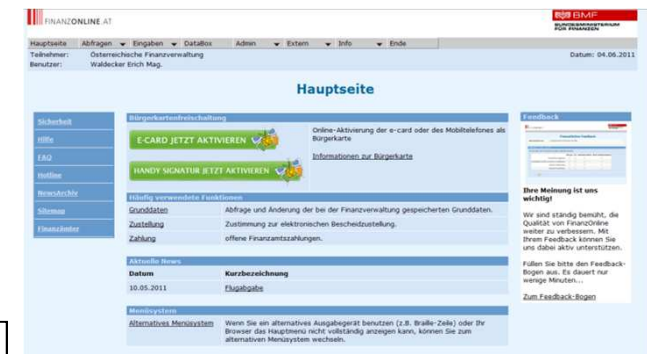 FINANZONLINE AT
BMF
BUNDESMINISTERIUM
FÜR FINANZEN
Hauptseite Abfragen Eingaben DataBox Admin Extern Info Ende
Teilnehmer: Österreichische Finanzverwaltung
Datum: 04.06.2011
Benutzer: Waldecker Erich Mag.
Hauptseite
Sicherheit
Hilfe
FAQ
Hotline
NewsArchiv
Sitemap
Finanzämter
Bürgerkartenfreischaltung
E-CARD JETZT AKTIVIEREN
HANDY SIGNATUR JETZT AKTIVIEREN
Online-Aktivierung der e-card oder des Mobiltelefones als
Bürgerkarte
Informationen zur Bürgerkarte
Häufig verwendete Funktionen
Grunddaten Abfrage und Änderung der bei der Finanzverwaltung gespeicherten Grunddaten.
Zustellung Zustimmung zur elektronischen Bescheidzustellung.
Zahlung offene Finanzamtszahlungen.
Aktuelle News
Datum Kurzbezeichnung
10.05.2011 Flugabgabe
Menüsystem
Alternatives Menüsystem Wenn Sie ein alternatives Ausgabegerät benutzen (z.B. Braille-Zeile) oder Ihr
Browser das Hauptmenü nicht vollständig anzeigen kann, können Sie zum
alternativen Menüsystem wechseln.
Feedback
Ihre Meinung ist uns
wichtig!
Wir sind ständig bemüht, die
Qualität von FinanzOnline
weiter zu verbessern. Mit
Ihrem Feedback können Sie
uns dabei aktiv unterstützen.
Füllen Sie bitte den Feedback-
Bogen aus. Es dauert nur
wenige Minuten...
Zum Feedback-Bogen